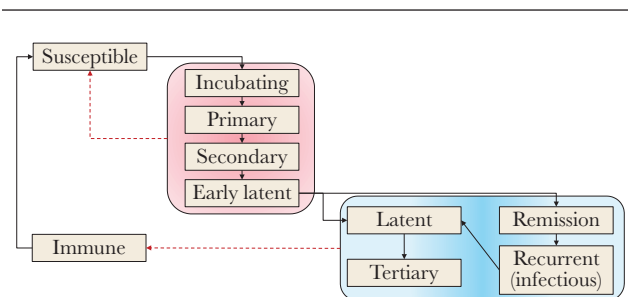 Susceptible
Incubating
Primary
Secondary
Early latent
Latent
Remission
Immune
Tertiary
Recurrent
(infectious)